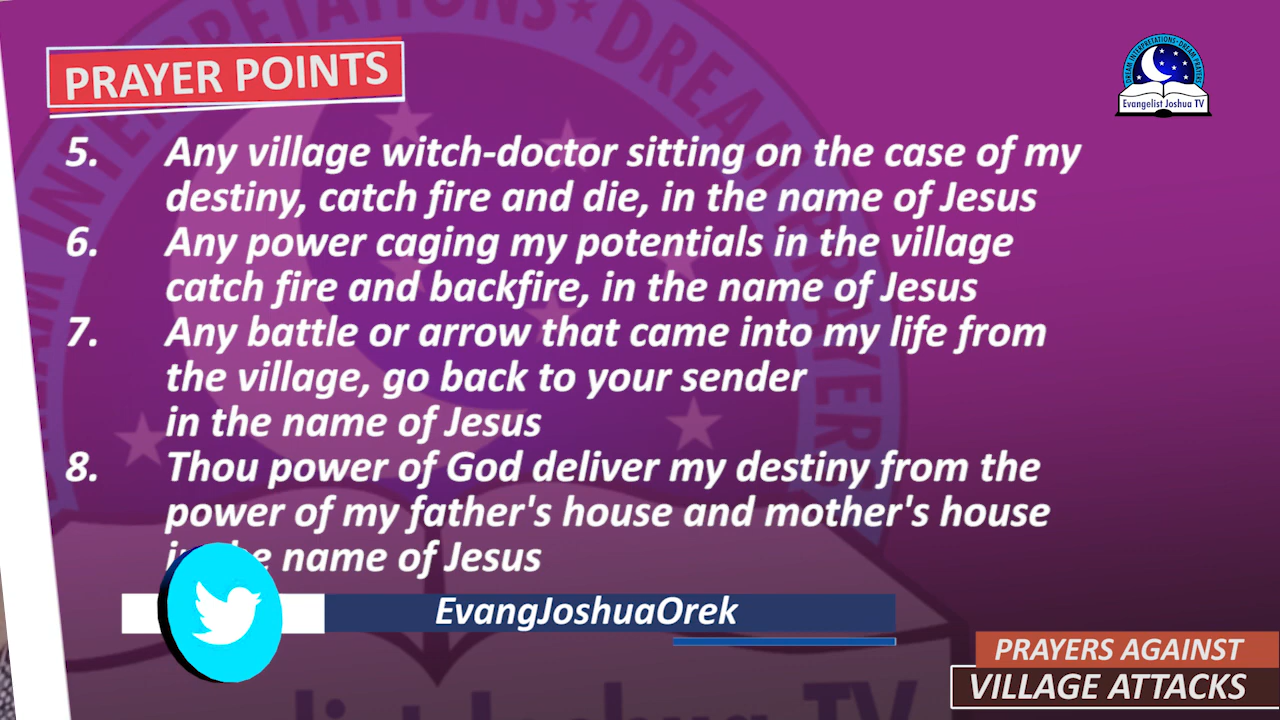 PRAYER POINTS
DREAM INTERPRETATIONS • DREAM PRAYERS
Evangelist Joshua TV
5. Any village witch-doctor sitting on the case of my
destiny, catch fire and die, in the name of Jesus
6. Any power caging my potentials in the village
catch fire and backfire, in the name of Jesus
7. Any battle or arrow that came into my life from
the village, go back to your sender
in the name of Jesus
8. Thou power of God deliver my destiny from the
power of my father's house and mother's house
name of Jesus
EvangJoshuaOrek
PRAYERS AGAINST
VILLAGE ATTACKS